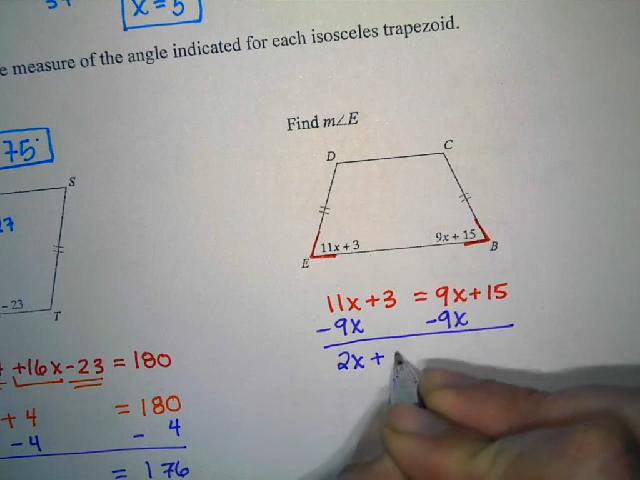 x = 5
e measure of the angle indicated for each isosceles trapezoid.
Find m∠E
75°
S
T
- 23
D
C
E
B
11x + 3
9x + 15
11x+3 = 9x+15
-9x -9x
2x +
+16x-23 = 180
+ 4 = 180
-4 - 4
= 176